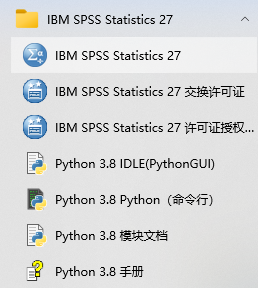 IBM SPSS Statistics 27
IBM SPSS Statistics 27
IBM SPSS Statistics 27 交换许可证
IBM SPSS Statistics 27 许可证授权...
Python 3.8 IDLE(PythonGUI)
Python 3.8 Python（命令行）
Python 3.8 模块文档
Python 3.8 手册